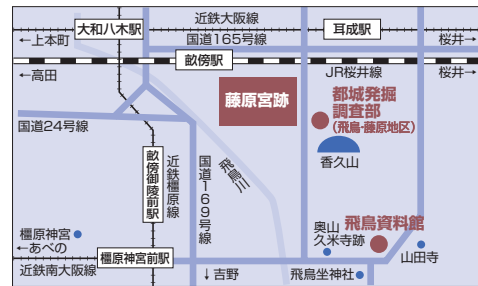 近鉄大阪線
大和八木駅
耳成駅
←上本町
国道165号線
桜井→
畝傍駅
←高田
JR桜井線
桜井→
藤原宮跡
都城発掘
調査部
(飛鳥・藤原地区)
国道24号線
香久山
畝傍御陵前駅
近鉄橿原線
国道169号線
飛鳥川
橿原神宮
←あべの
橿原神宮前駅
近鉄南大阪線
↓吉野
奥山
久米寺跡
飛鳥資料館
山田寺
飛鳥坐神社